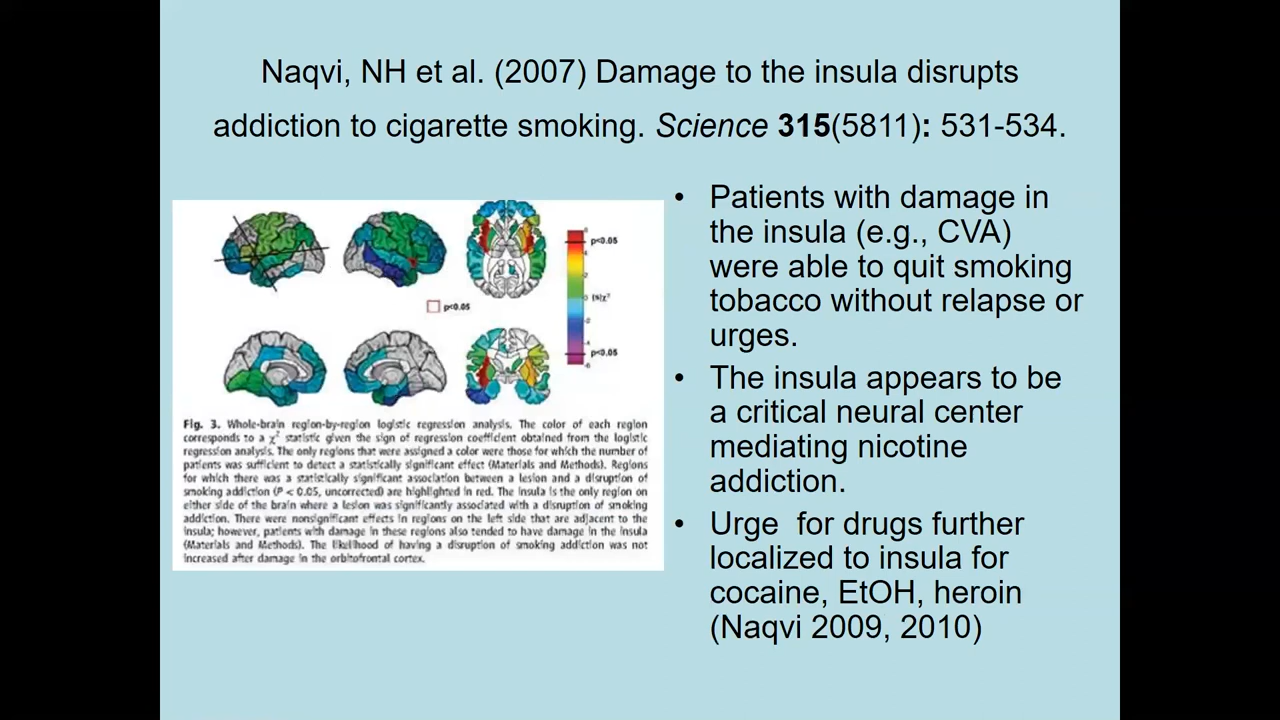 Naqvi, NH et al. (2007) Damage to the insula disrupts
addiction to cigarette smoking. Science 315(5811): 531-534.
p<0.05
(s)χ²
p<0.05
p<0.05
Fig. 3. Whole-brain region-by-region logistic regression analysis. The color of each region
corresponds to a χ² statistic given the sign of regression coefficient obtained from the logistic
regression analysis. The only regions that were assigned a color were those for which the number of
patients was sufficient to detect a statistically significant effect (Materials and Methods). Regions
for which there was a statistically significant association between a lesion and a disruption of
smoking addiction (P < 0.05, uncorrected) are highlighted in red. The insula is the only region on
either side of the brain where a lesion was significantly associated with a disruption of smoking
addiction. There were nonsignificant effects in regions on the left side that are adjacent to the
insula; however, patients with damage in these regions also tended to have damage in the insula
(Materials and Methods). The likelihood of having a disruption of smoking addiction was not
increased after damage in the orbitofrontal cortex.
• Patients with damage in
the insula (e.g., CVA)
were able to quit smoking
tobacco without relapse or
urges.
• The insula appears to be
a critical neural center
mediating nicotine
addiction.
• Urge for drugs further
localized to insula for
cocaine, EtOH, heroin
(Naqvi 2009, 2010)